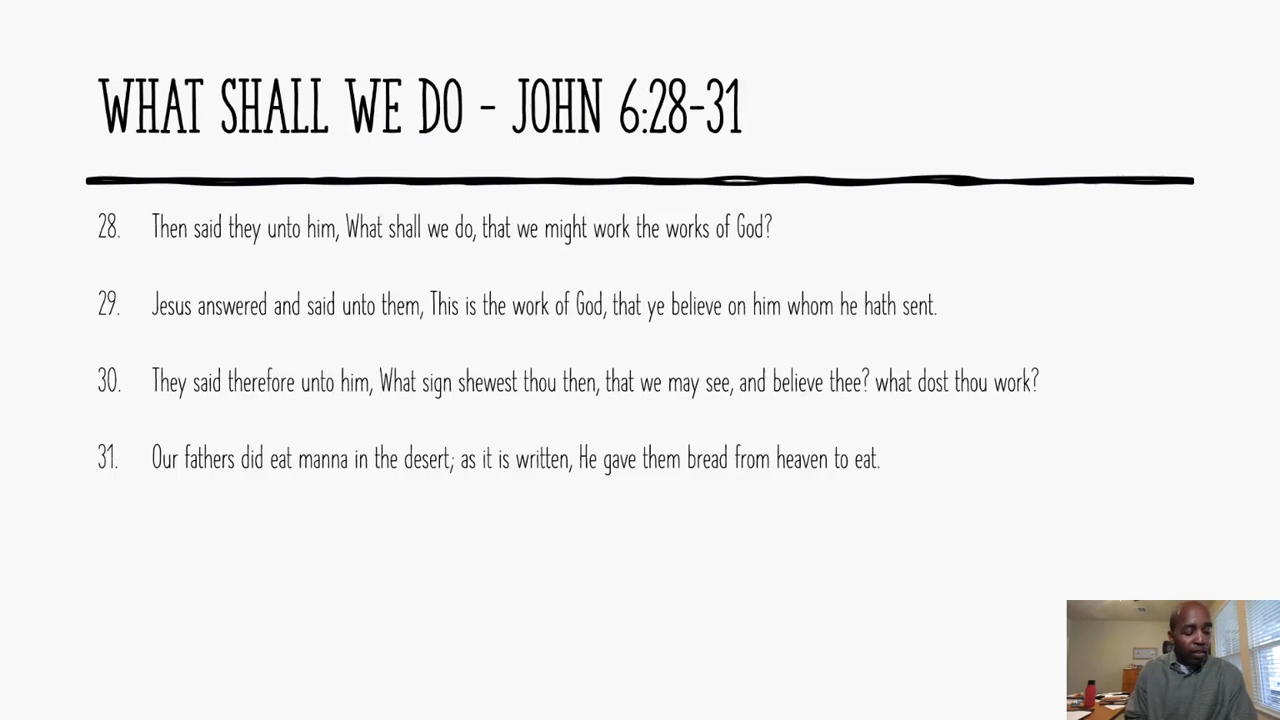 WHAT SHALL WE DO - JOHN 6:28-31
28. Then said they unto him, What shall we do, that we might work the works of God?
29. Jesus answered and said unto them, This is the work of God, that ye believe on him whom he hath sent.
30. They said therefore unto him, What sign shewest thou then, that we may see, and believe thee? what dost thou work?
31. Our fathers did eat manna in the desert; as it is written, He gave them bread from heaven to eat.